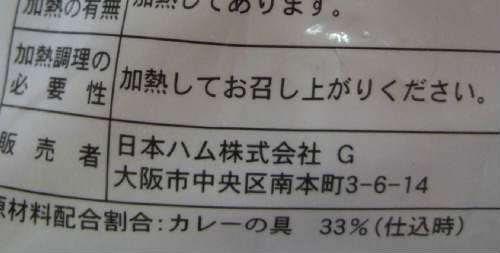 加熱の有無 加熱してあります。
加熱調理の
必要性 加熱してお召し上がりください。
販売者 日本ハム株式会社 G
大阪市中央区南本町3-6-14
原材料配合割合:カレーの具 33%(仕込時)